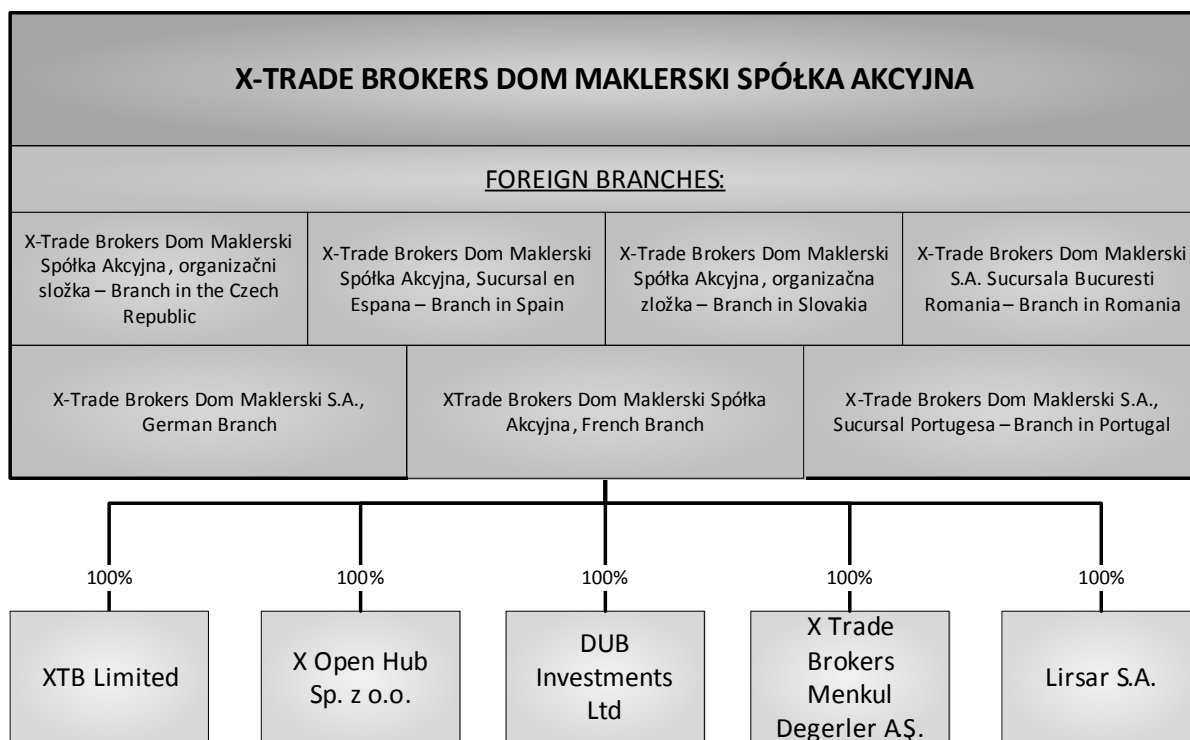 X-TRADE BROKERS DOM MAKLERSKI SPÓŁKA AKCYJNA
FOREIGN BRANCHES:
X-Trade Brokers Dom Maklerski
Spółka Akcyjna, organizačni
složka – Branch in the Czech
Republic
X-Trade Brokers Dom Maklerski
Spółka Akcyjna, Sucursal en
Espana – Branch in Spain
X-Trade Brokers Dom Maklerski
Spółka Akcyjna, organizačna
zložka – Branch in Slovakia
X-Trade Brokers Dom Maklerski
S.A. Sucursala Bucuresti
Romania – Branch in Romania
X-Trade Brokers Dom Maklerski S.A.,
German Branch
XTrade Brokers Dom Maklerski Spółka
Akcyjna, French Branch
X-Trade Brokers Dom Maklerski S.A.,
Sucursal Portugesa – Branch in Portugal
100%
100%
100%
100%
100%
XTB Limited
X Open Hub
Sp. z o.o.
DUB
Investments
Ltd
X Trade
Brokers
Menkul
Degerler A.Ş.
Lirsar S.A.